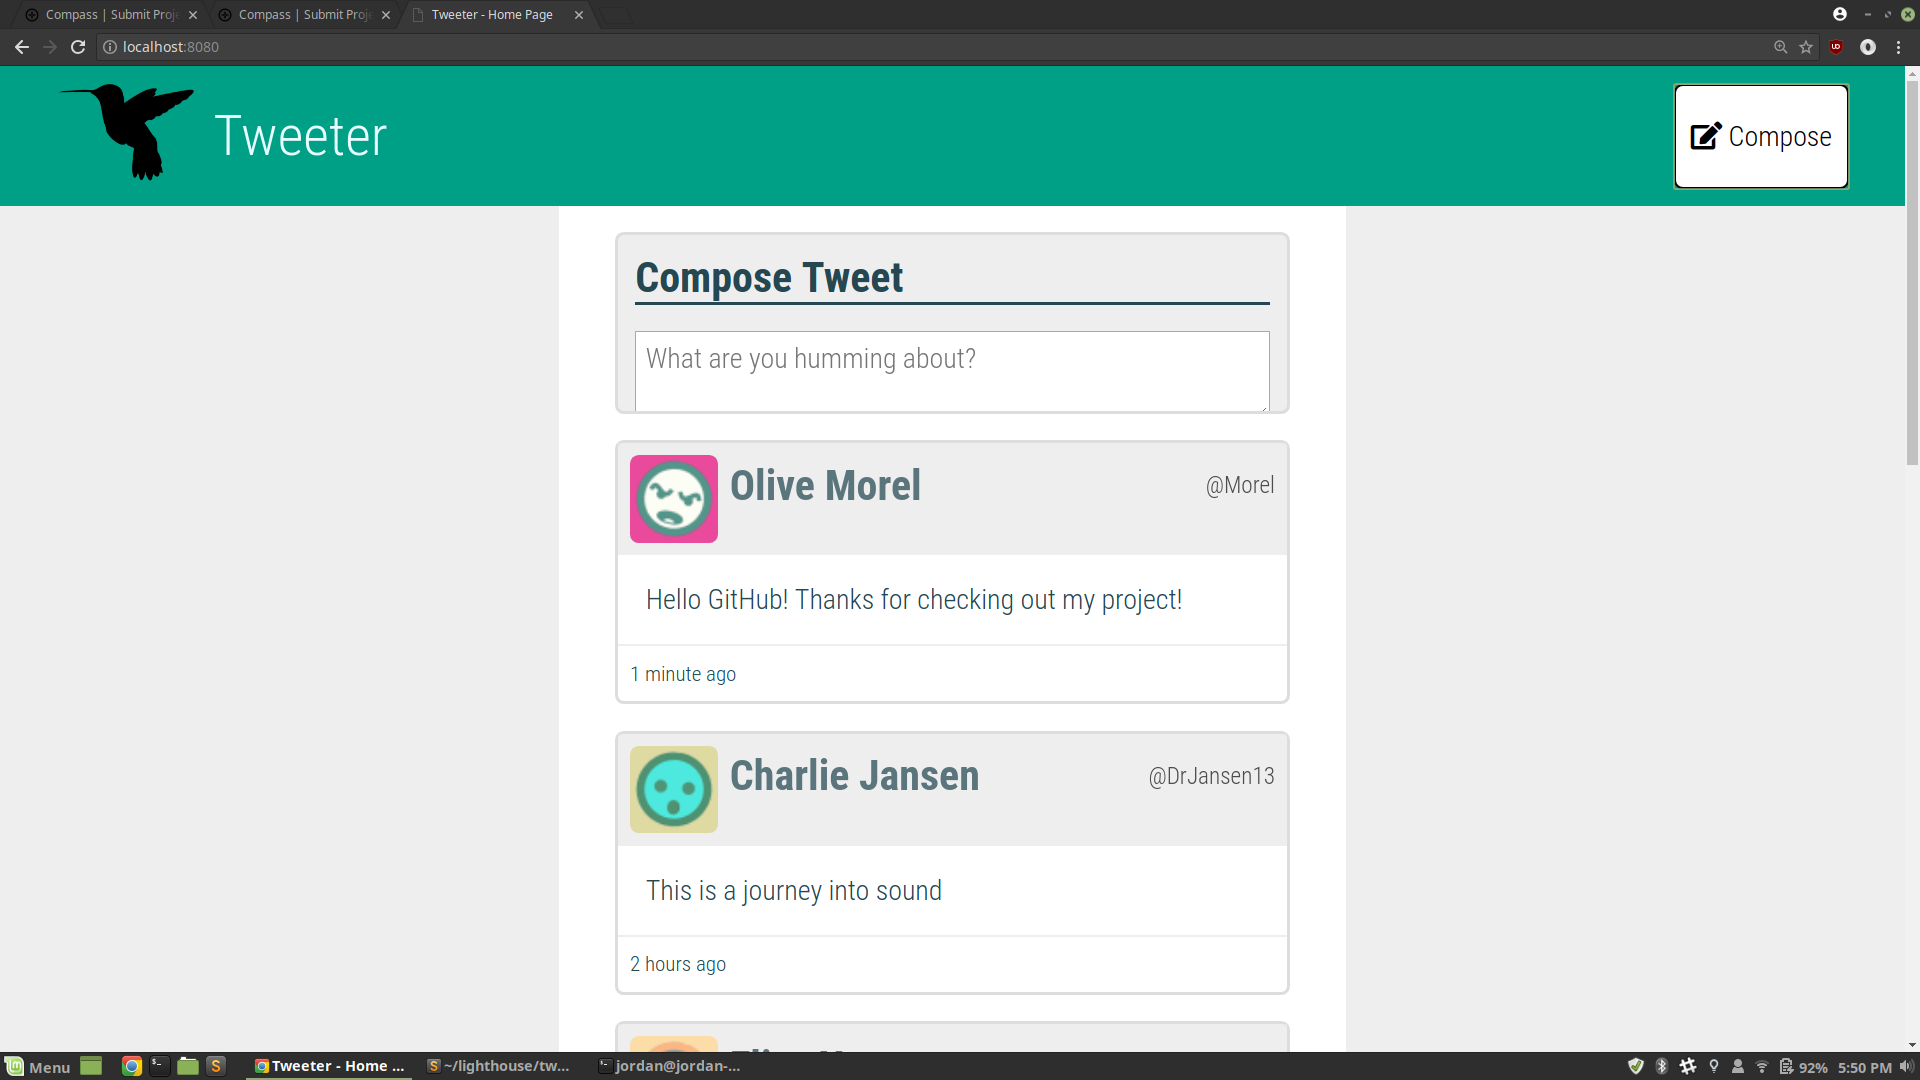 Compass | Submit Proj
Compass | Submit Proj
Tweeter - Home Page
localhost:8080
Tweeter
Compose
Compose Tweet
What are you humming about?
Olive Morel
@Morel
Hello GitHub! Thanks for checking out my project!
1 minute ago
Charlie Jansen
@DrJansen13
This is a journey into sound
2 hours ago
Menu
Tweeter - Home ...
~/lighthouse/tw...
jordan@jordan-...
92%
5:50 PM